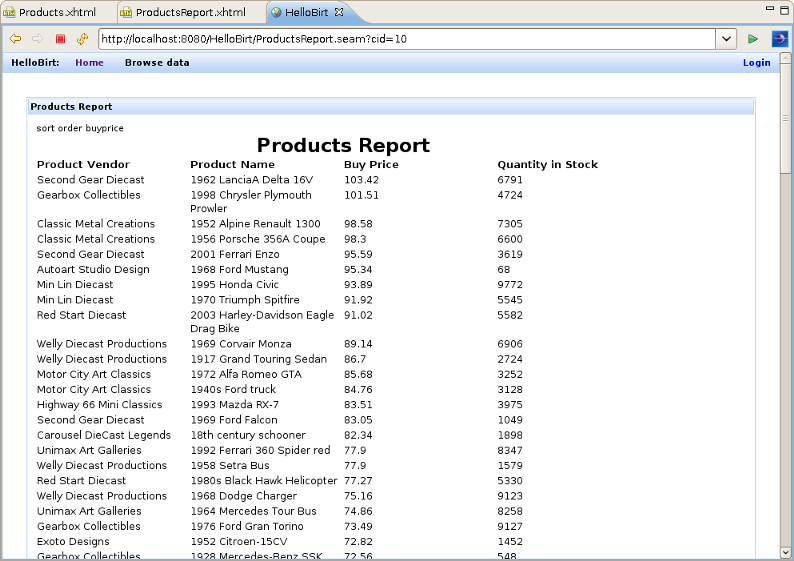 Products.xhtml ProductsReport.xhtml HelloBirt
http://localhost:8080/HelloBirt/ProductsReport.seam?cid=10
HelloBirt: Home Browse data Login
Products Report
sort order buyprice
Products Report
Product Vendor Product Name Buy Price Quantity in Stock
Second Gear Diecast 1962 LanciaA Delta 16V 103.42 6791
Gearbox Collectibles 1998 Chrysler Plymouth 101.51 4724
Prowler
Classic Metal Creations 1952 Alpine Renault 1300 98.58 7305
Classic Metal Creations 1956 Porsche 356A Coupe 98.3 6600
Second Gear Diecast 2001 Ferrari Enzo 95.59 3619
Autoart Studio Design 1968 Ford Mustang 95.34 68
Min Lin Diecast 1995 Honda Civic 93.89 9772
Min Lin Diecast 1970 Triumph Spitfire 91.92 5545
Red Start Diecast 2003 Harley-Davidson Eagle 91.02 5582
Drag Bike
Welly Diecast Productions 1969 Corvair Monza 89.14 6906
Welly Diecast Productions 1917 Grand Touring Sedan 86.7 2724
Motor City Art Classics 1972 Alfa Romeo GTA 85.68 3252
Motor City Art Classics 1940s Ford truck 84.76 3128
Highway 66 Mini Classics 1993 Mazda RX-7 83.51 3975
Second Gear Diecast 1969 Ford Falcon 83.05 1049
Carousel DieCast Legends 18th century schooner 82.34 1898
Unimax Art Galleries 1992 Ferrari 360 Spider red 77.9 8347
Welly Diecast Productions 1958 Setra Bus 77.9 1579
Red Start Diecast 1980s Black Hawk Helicopter 77.27 5330
Welly Diecast Productions 1968 Dodge Charger 75.16 9123
Unimax Art Galleries 1964 Mercedes Tour Bus 74.86 8258
Gearbox Collectibles 1976 Ford Gran Torino 73.49 9127
Exoto Designs 1952 Citroen-15CV 72.82 1452
Gearbox Collectibles 1928 Mercedes-Benz SSK 72.56 548